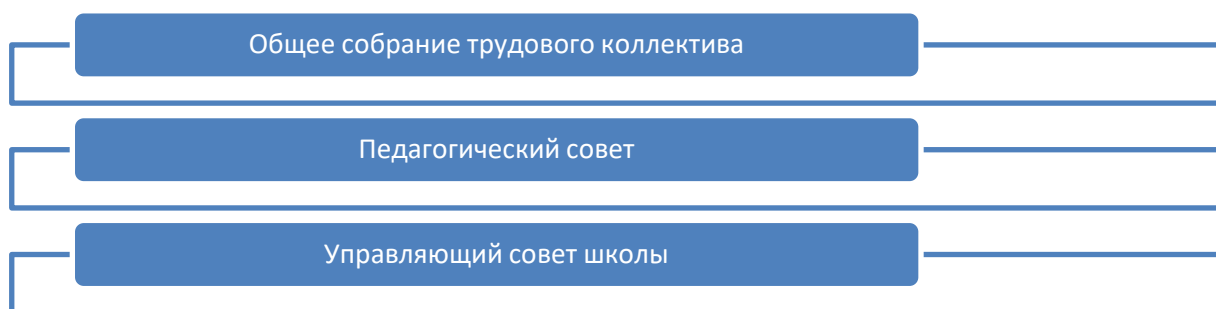 Общее собрание трудового коллектива
Педагогический совет
Управляющий совет школы